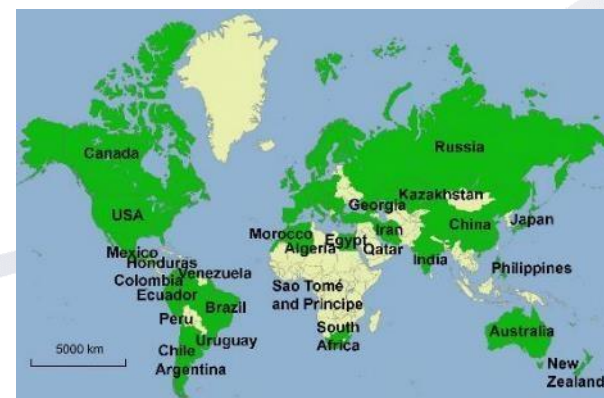 Canada
Russia
Kazakhstan
Georgia
USA
China
Japan
Iran
Morocco
Algeria
Egypt
Qatar
India
Mexico
Honduras
Venezuela
Philippines
Colombia
Ecuador
Sao Tomé
and Principe
Brazil
Peru
South
Africa
Australia
Uruguay
Chile
Argentina
5000 km
New
Zealand